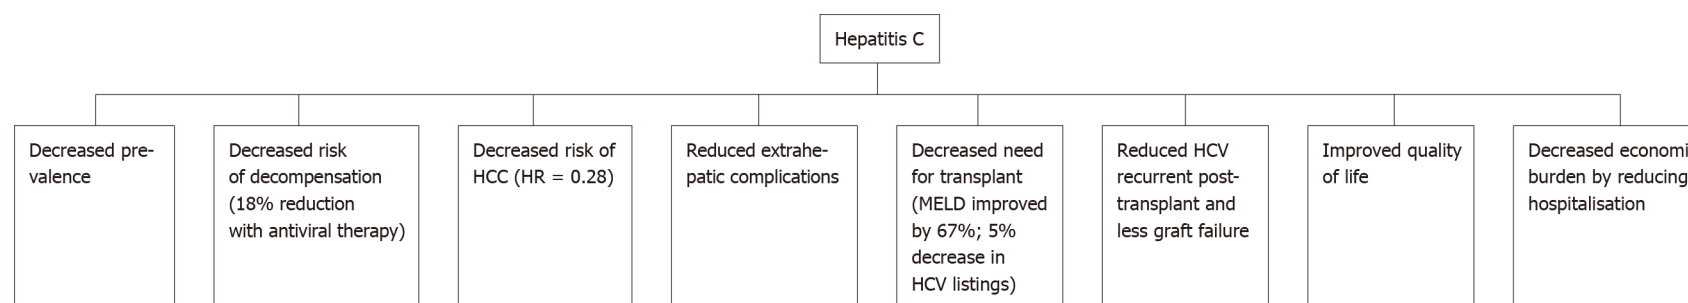 Hepatitis C
Decreased pre-
valence
Decreased risk
of decompensation
(18% reduction
with antiviral therapy)
Decreased risk of
HCC (HR = 0.28)
Reduced extrahe-
patic complications
Decreased need
for transplant
(MELD improved
by 67%; 5%
decrease in
HCV listings)
Reduced HCV
recurrent post-
transplant and
less graft failure
Improved quality
of life
Decreased economi
burden by reducing
hospitalisation